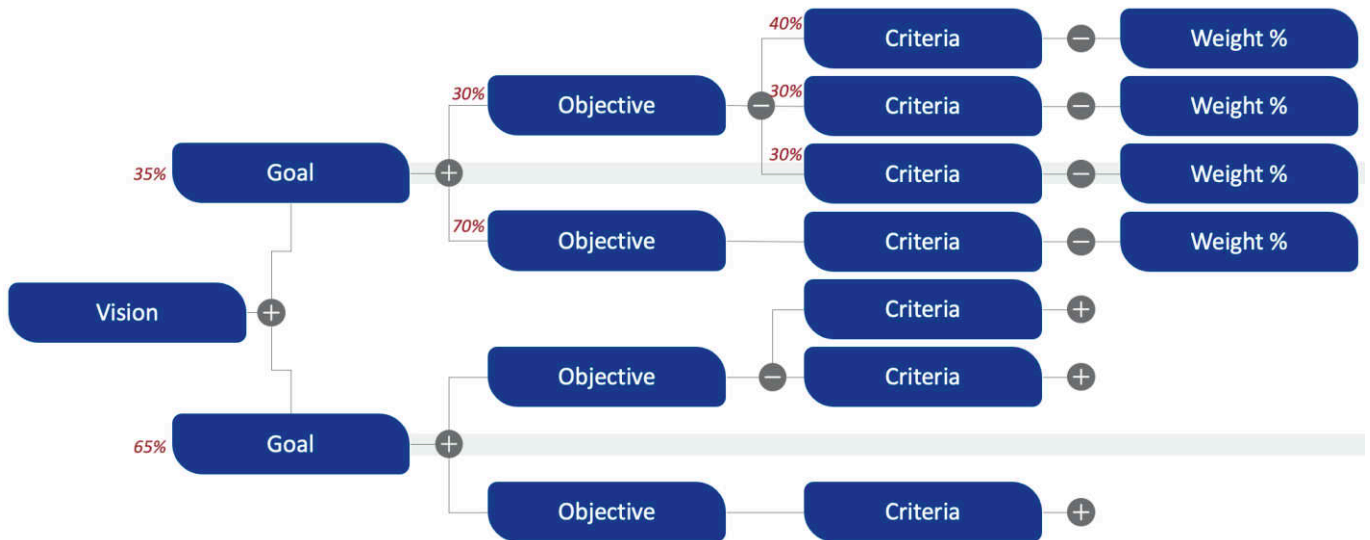 40%
Criteria
Weight %
30%
Objective
30%
Criteria
Weight %
35%
Goal
30%
Criteria
Weight %
70%
Objective
Criteria
Weight %
Vision
Criteria
Objective
Criteria
65%
Goal
Objective
Criteria